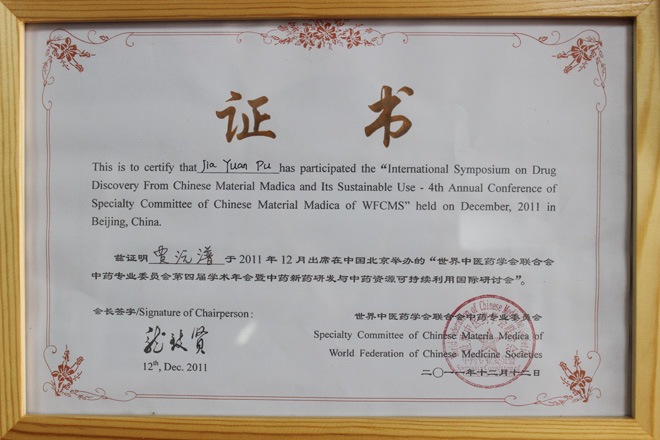 证 书
This is to certify that Jia Yuan Pu has participated the “International Symposium on Drug
Discovery From Chinese Material Madica and Its Sustainable Use - 4th Annual Conference of
Specialty Committee of Chinese Material Madica of WFCMS” held on December, 2011 in
Beijing, China.
兹证明 贾沅潽 于 2011 年 12 月出席在中国北京举办的“世界中医药学会联合会
中药专业委员会第四届学术年会暨中药新药研发与中药资源可持续利用国际研讨会”。
会长签字/Signature of Chairperson:
世界中医药学会联合会中药专业委员会
Specialty Committee of Chinese Materia Medica of
World Federation of Chinese Medicine Societies
12th, Dec. 2011
二〇一一年十二月十二日